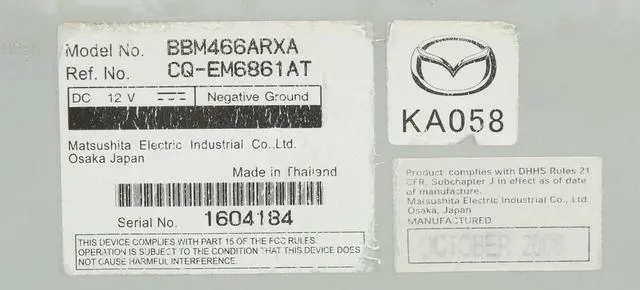 Model No. BBM466ARXA
Ref. No. CQ-EM6861AT
DC 12 V Negative Ground
Matsushita Electric Industrial Co.,Ltd.
Osaka Japan
Made in Thailand
Serial No. 1604184
THIS DEVICE COMPLIES WITH PART 15 OF THE FCC RULES.
OPERATION IS SUBJECT TO THE CONDITION THAT THIS DEVICE DOES
NOT CAUSE HARMFUL INTERFERENCE.
KA058
Product complies with DHHS Rules 21
CFR, Subchapter J in effect as of date
of manufacture.
Matsushita Electric Industrial Co., Ltd.
Osaka, Japan
MANUFACTURED
OCTOBER